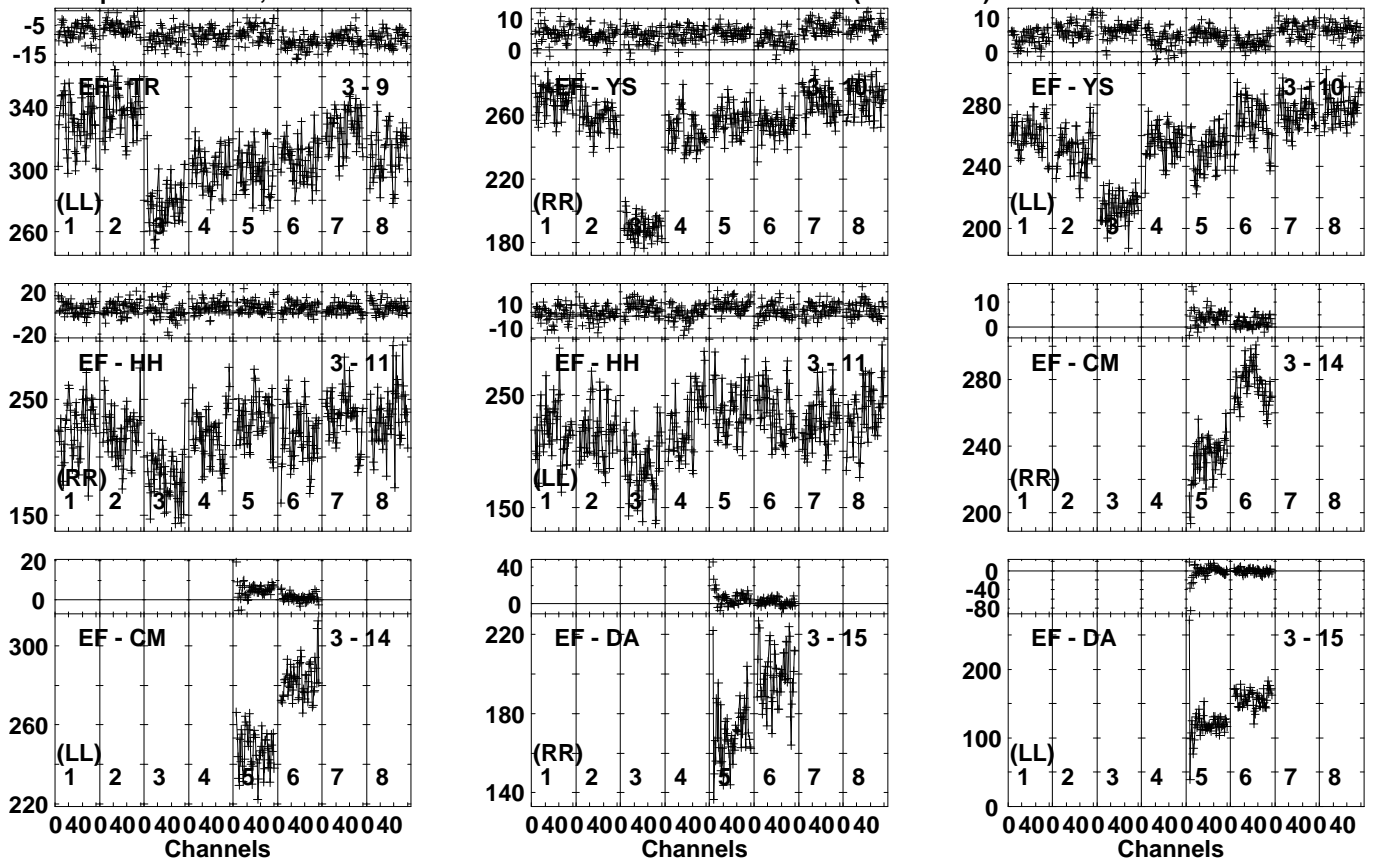 -5
-15
EF - TR 3 - 9
340
300
260
(LL)
1 2 3 4 5 6 7 8
10
0
EF - YS 3 - 10
260
220
180
(RR)
1 2 3 4 5 6 7 8
10
0
EF - YS 3 - 10
280
240
200
(LL)
1 2 3 4 5 6 7 8
20
-20
EF - HH 3 - 11
250
150
(RR)
1 2 3 4 5 6 7 8
10
-10
EF - HH 3 - 11
250
150
(LL)
1 2 3 4 5 6 7 8
10
0
EF - CM 3 - 14
280
240
200
(RR)
1 2 3 4 5 6 7 8
20
0
EF - CM 3 - 14
300
260
220
(LL)
1 2 3 4 5 6 7 8
0 40 0 40 0 40 0 40 0 40 0 40 0 40 0 40
Channels
40
0
EF - DA 3 - 15
220
180
140
(RR)
1 2 3 4 5 6 7 8
0 40 0 40 0 40 0 40 0 40 0 40 0 40 0 40
Channels
0
-40
-80
EF - DA 3 - 15
200
100
0
(LL)
1 2 3 4 5 6 7 8
0 40 0 40 0 40 0 40 0 40 0 40 0 40 0 40
Channels